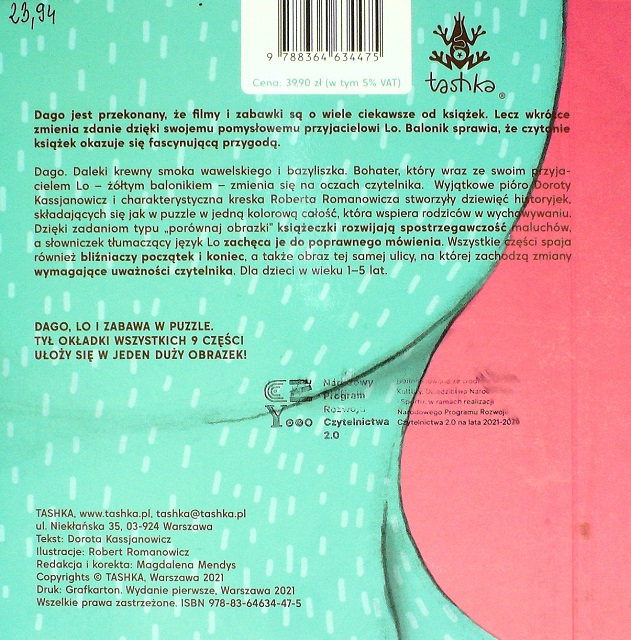 23,94
9 788364 634475
Cena: 39,90 zł (w tym 5% VAT)
tashka®
Dago jest przekonany, że filmy i zabawki są o wiele ciekawsze od książek. Lecz wkrótce
zmienia zdanie dzięki swojemu pomysłowemu przyjacielowi Lo. Balonik sprawia, że czytanie
książek okazuje się fascynującą przygodą.
Dago. Daleki krewny smoka wawelskiego i bazyliszka. Bohater, który wraz ze swoim przyja-
cielem Lo – żółtym balonikiem – zmienia się na oczach czytelnika. Wyjątkowe pióro Doroty
Kassjanowicz i charakterystyczna kreska Roberta Romanowicza stworzyły dziewięć historyjek,
składających się jak w puzzle w jedną kolorową całość, która wspiera rodziców w wychowywaniu.
Dzięki zadaniom typu „porównaj obrazki” książeczki rozwijają spostrzegawczość maluchów,
a słowniczek tłumaczący język Lo zachęca je do poprawnego mówienia. Wszystkie części spaja
również bliźniaczy początek i koniec, a także obraz tej samej ulicy, na której zachodzą zmiany
wymagające uważności czytelnika. Dla dzieci w wieku 1–5 lat.
DAGO, LO I ZABAWA W PUZZLE.
TYŁ OKŁADKI WSZYSTKICH 9 CZĘŚCI
UŁOŻY SIĘ W JEDEN DUŻY OBRAZEK!
Narodowy
Program
Rozwoju
Czytelnictwa
2.0
Sportu w ramach realizacji
Narodowego Programu Rozwoju
Czytelnictwa 2.0 na lata 2021-2025
TASHKA, www.tashka.pl, tashka@tashka.pl
ul. Niekłańska 35, 03-924 Warszawa
Tekst: Dorota Kassjanowicz
Ilustracje: Robert Romanowicz
Redakcja i korekta: Magdalena Mendys
Copyrights © TASHKA, Warszawa 2021
Druk: Grafkarton. Wydanie pierwsze, Warszawa 2021
Wszelkie prawa zastrzeżone. ISBN 978-83-64634-47-5